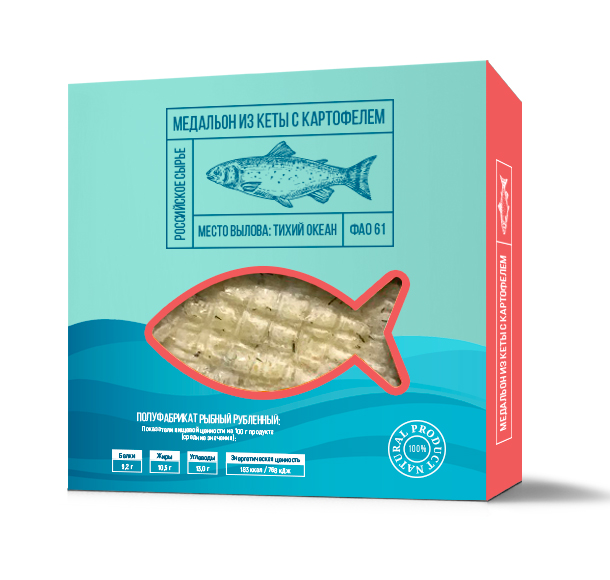 МЕДАЛЬОН ИЗ КЕТЫ С КАРТОФЕЛЕМ
РОССИЙСКОЕ СЫРЬЕ
МЕСТО ВЫЛОВА: ТИХИЙ ОКЕАН
ФАО 61
ПОЛУФАБРИКАТ РЫБНЫЙ РУБЛЕННЫЙ:
Показатели пищевой ценности на 100 г продукта
(средние значения):
Белки
9,2 г
Жиры
10,5 г
Углеводы
13,0 г
Энергетическая ценность
183 ккал / 768 кДж
NATURAL PRODUCT
100%
МЕДАЛЬОН ИЗ КЕТЫ С КАРТОФЕЛЕМ